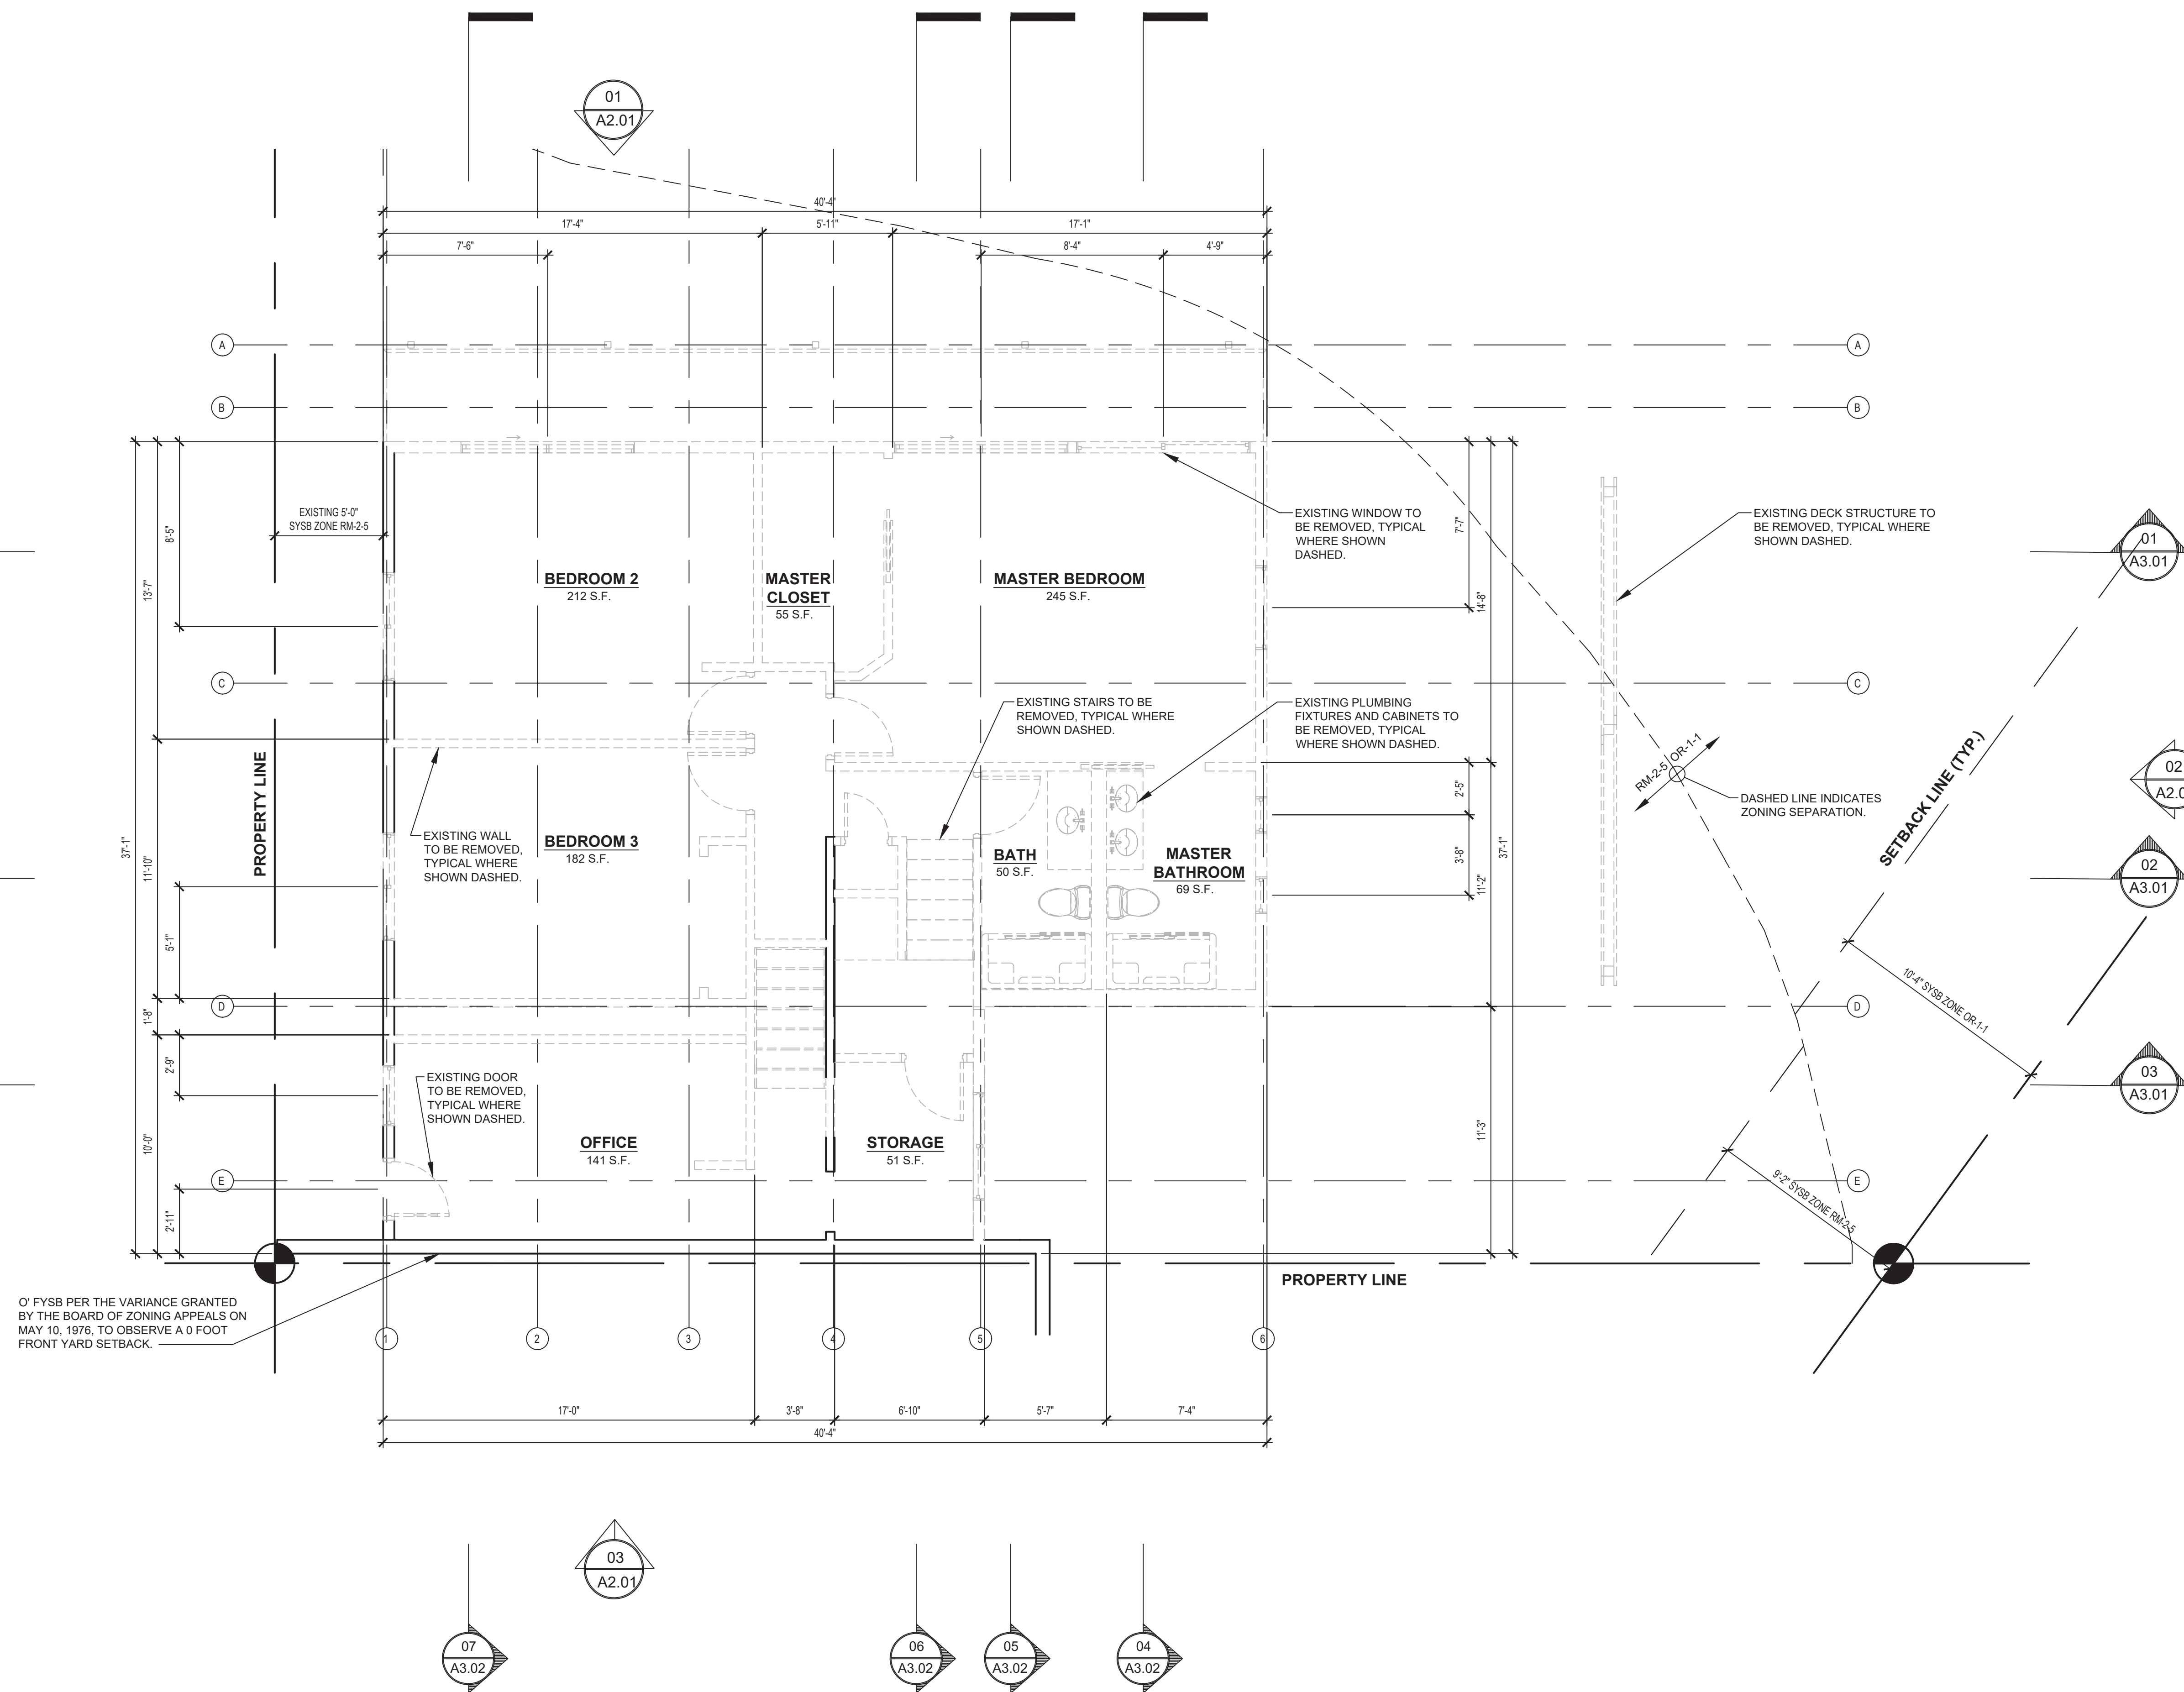 01
A2.01
40'-4"
17'-4"
5'-11"
17'-1"
7'-6"
8'-4"
4'-9"
A
A
B
B
EXISTING 5'-0"
SYSB ZONE RM-2-5
37'-1"
13'-7"
8'-5"
11'-10"
5'-1"
1'-8"
2'-9"
10'-0"
2'-11"
PROPERTY LINE
BEDROOM 2
212 S.F.
MASTER
CLOSET
55 S.F.
MASTER BEDROOM
245 S.F.
EXISTING WINDOW TO
BE REMOVED, TYPICAL
WHERE SHOWN
DASHED.
7'-7"
14'-8"
EXISTING DECK STRUCTURE TO
BE REMOVED, TYPICAL WHERE
SHOWN DASHED.
01
A3.01
C
C
EXISTING STAIRS TO BE
REMOVED, TYPICAL WHERE
SHOWN DASHED.
EXISTING PLUMBING
FIXTURES AND CABINETS TO
BE REMOVED, TYPICAL
WHERE SHOWN DASHED.
RM-2-5
OR-1-1
DASHED LINE INDICATES
ZONING SEPARATION.
SETBACK LINE (TYP.)
02
A2.0
EXISTING WALL
TO BE REMOVED,
TYPICAL WHERE
SHOWN DASHED.
BEDROOM 3
182 S.F.
BATH
50 S.F.
MASTER
BATHROOM
69 S.F.
2'-5"
3'-8"
11'-2"
37'-1"
02
A3.01
10'-4" SYSB ZONE OR-1-1
D
D
EXISTING DOOR
TO BE REMOVED,
TYPICAL WHERE
SHOWN DASHED.
OFFICE
141 S.F.
STORAGE
51 S.F.
11'-3"
03
A3.01
9'-2" SYSB ZONE RM-2-5
E
E
PROPERTY LINE
O' FYSB PER THE VARIANCE GRANTED
BY THE BOARD OF ZONING APPEALS ON
MAY 10, 1976, TO OBSERVE A 0 FOOT
FRONT YARD SETBACK.
1
2
3
4
5
6
17'-0"
3'-8"
6'-10"
5'-7"
7'-4"
40'-4"
03
A2.01
07
A3.02
06
A3.02
05
A3.02
04
A3.02